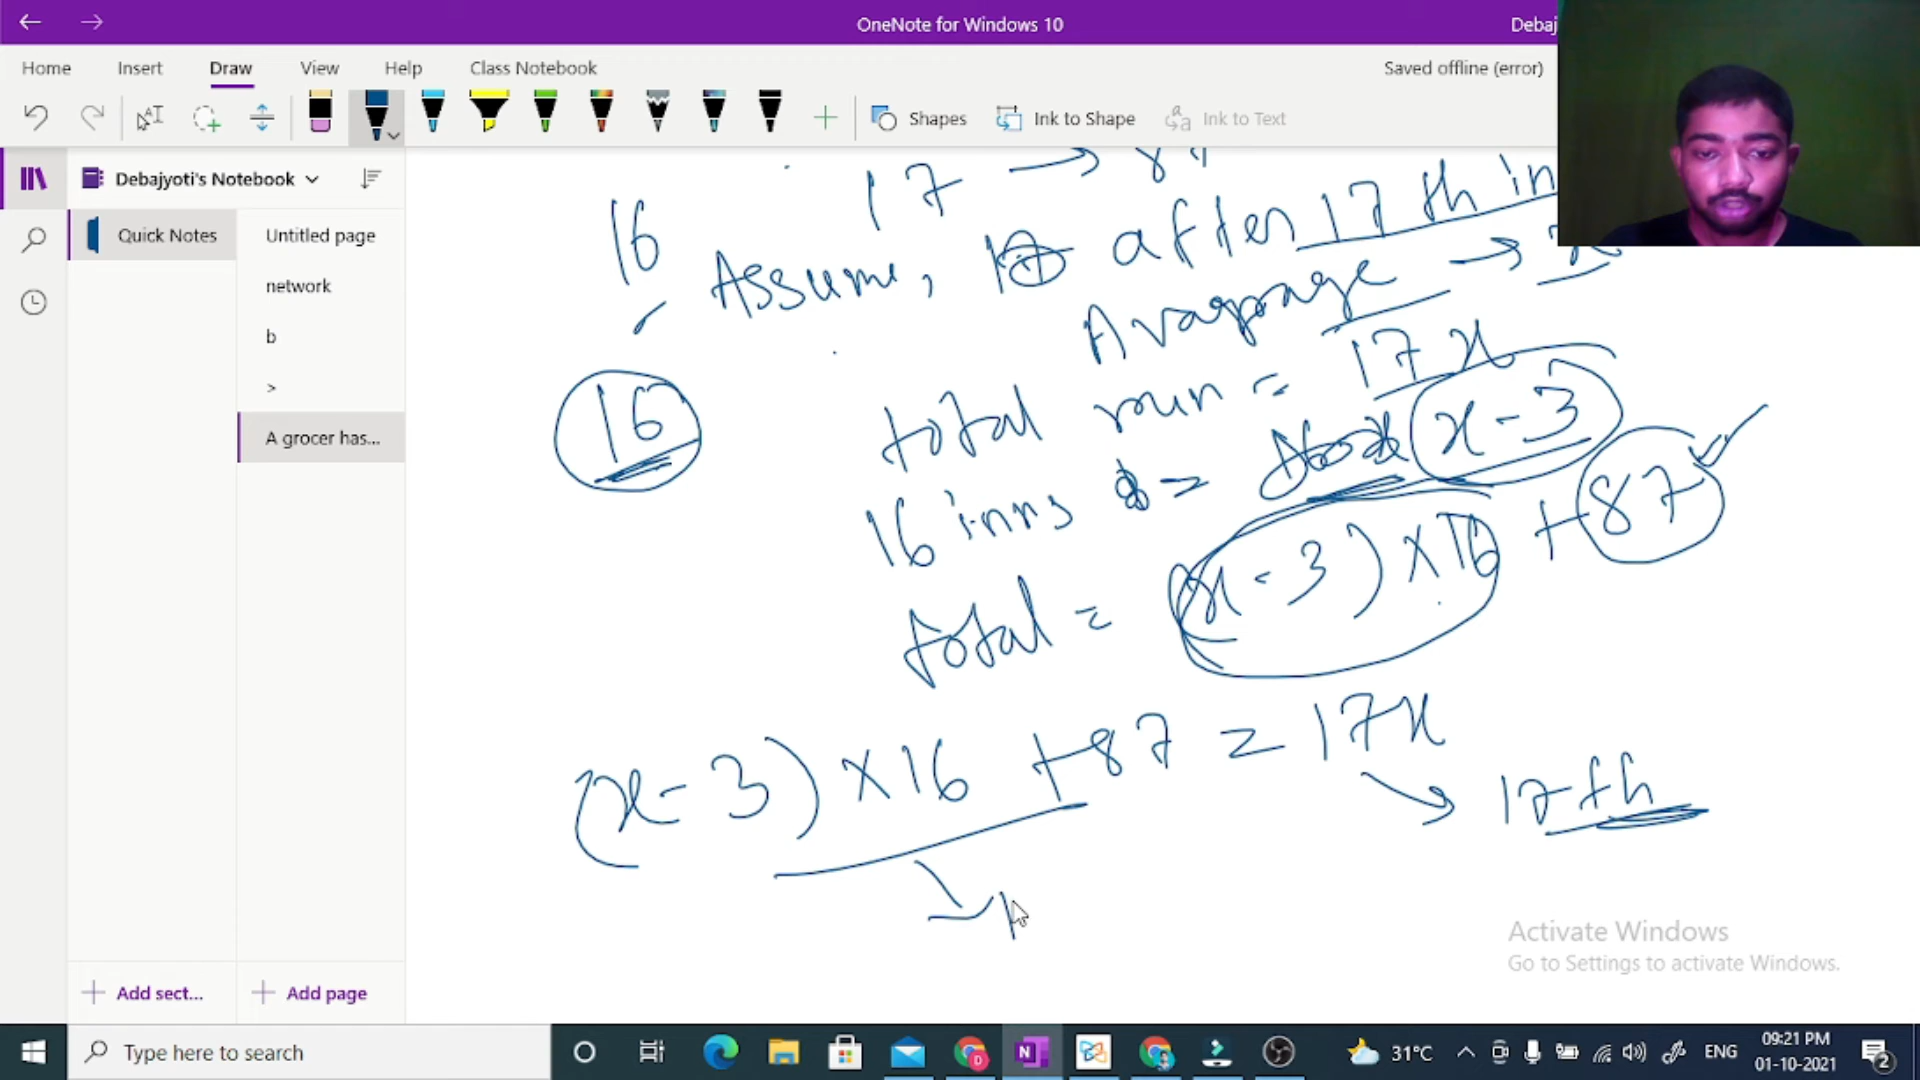 OneNote for Windows 10
Debaj
Home Insert Draw View Help Class Notebook
Saved offline (error)
Shapes Ink to Shape Ink to Text
Debajyoti's Notebook
Quick Notes
Untitled page
network
b
>
A grocer has...
Add sect...
Add page
17 → 87
16
Assume, after 17 th in
Avagrage → x
16
total run = 17x
16 inns = x-3
total = (x-3)×16 +87
(x-3)×16 +87 = 17x
→ 17th
Activate Windows
Go to Settings to activate Windows.
Type here to search
31°C
ENG
09:21 PM
01-10-2021
2